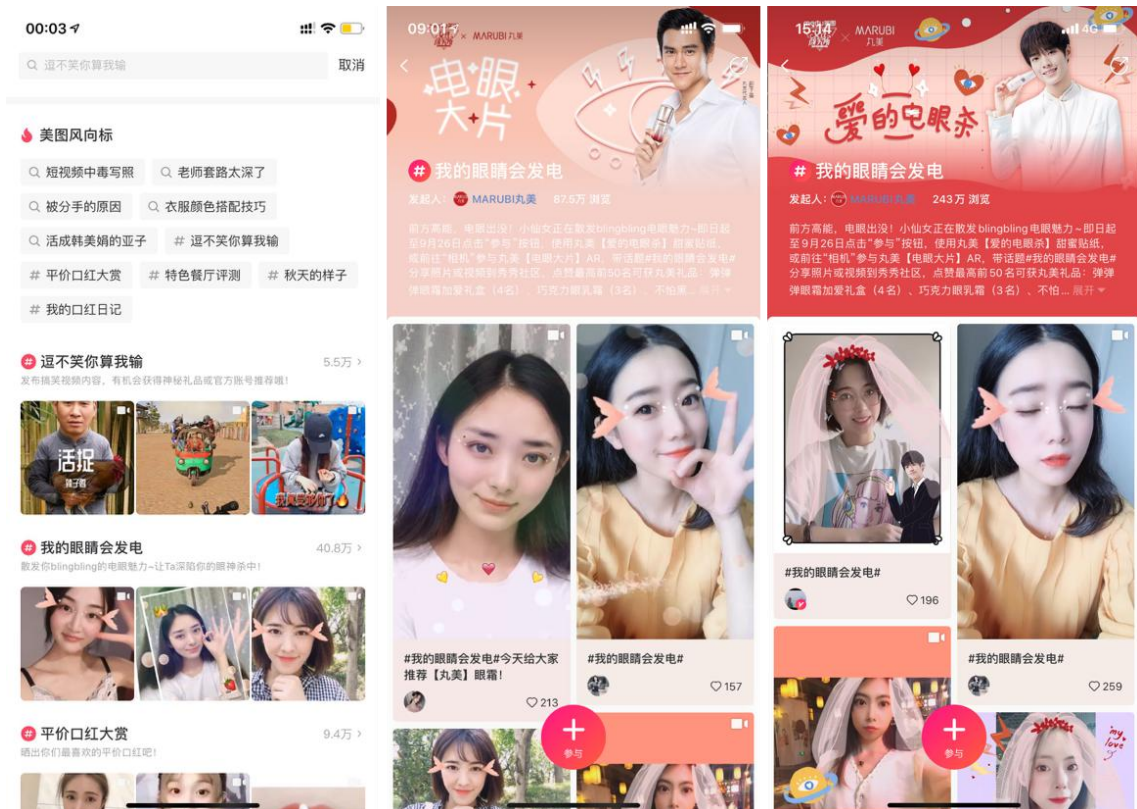 00:03
逗不笑你算我输
取消
美图风向标
短视频中毒写照
老师套路太深了
被分手的原因
衣服颜色搭配技巧
活成韩美娟的亚子
# 逗不笑你算我输
# 平价口红大赏
# 特色餐厅评测
# 秋天的样子
# 我的口红日记
# 逗不笑你算我输
5.5万
发布搞笑视频内容，有机会获得神秘礼品或官方账号推荐哦！
活捉
我真是够你了
# 我的眼睛会发电
40.8万
散发你blingbling的电眼魅力~让Ta深陷你的眼神杀中！
# 平价口红大赏
9.4万
晒出你们最喜欢的平价口红吧！
09:01
× MARUBI 丸美
电眼
大片
# 我的眼睛会发电
发起人：
MARUBI丸美
87.5万 浏览
前方高能，电眼出没！小仙女正在散发blingbling电眼魅力~即日起
至9月26日点击“参与”按钮，使用丸美【爱的电眼杀】甜蜜贴纸，
或前往“相机”参与丸美【电眼大片】AR，带话题#我的眼睛会发电#
分享照片或视频到秀秀社区，点赞最高前50名可获丸美礼品：弹弹
弹眼霜加爱礼盒（4名）、巧克力眼乳霜（3名）、不怕黑... 展开
#我的眼睛会发电#今天给大家
推荐【丸美】眼霜！
213
#我的眼睛会发电#
157
参与
15:14
4G
× MARUBI
丸美
eye
爱的电眼杀
# 我的眼睛会发电
发起人：
MARUBI丸美
243万 浏览
前方高能，电眼出没！小仙女正在散发blingbling电眼魅力~即日起
至9月26日点击“参与”按钮，使用丸美【爱的电眼杀】甜蜜贴纸，
或前往“相机”参与丸美【电眼大片】AR，带话题#我的眼睛会发电#
分享照片或视频到秀秀社区，点赞最高前50名可获丸美礼品：弹弹
弹眼霜加爱礼盒（4名）、巧克力眼乳霜（3名）、不怕... 展开
#我的眼睛会发电#
196
#我的眼睛会发电#
259
my
love
参与